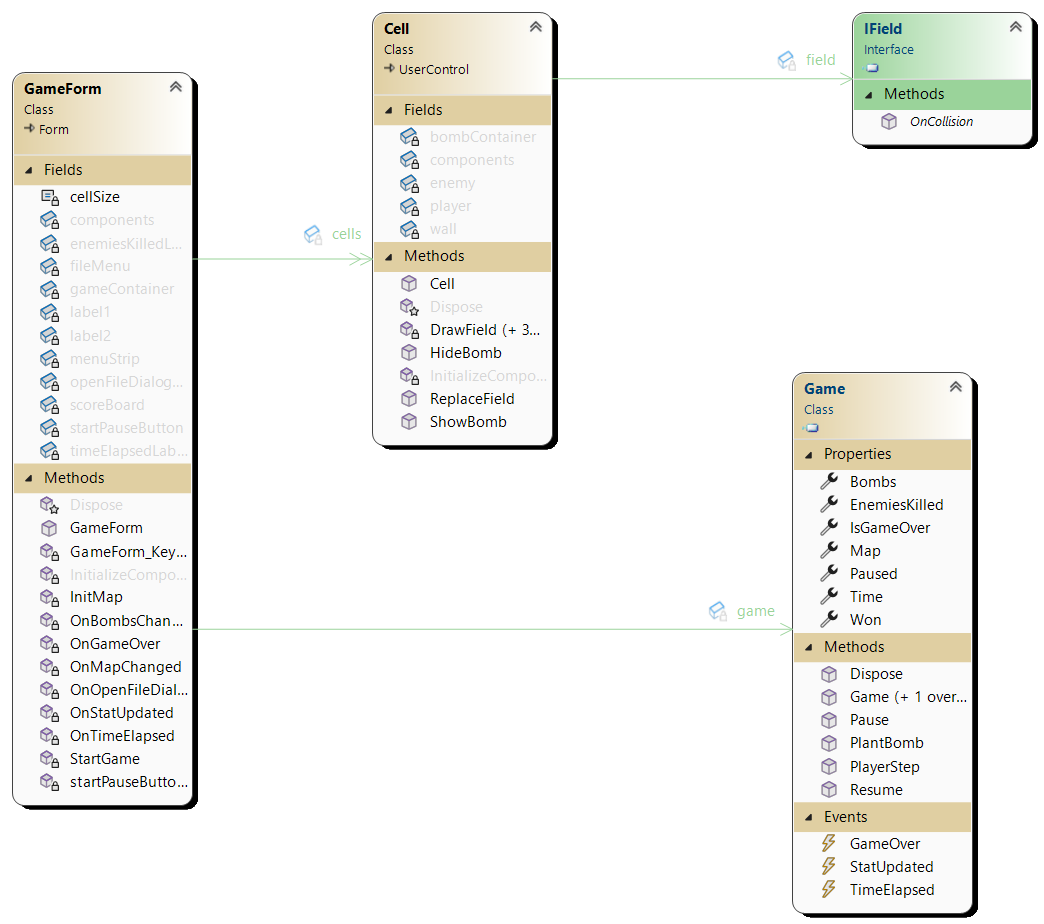 GameForm
Class
Form
Fields
cellSize
components
enemiesKilledL...
fileMenu
gameContainer
label1
label2
menuStrip
openFileDialog...
scoreBoard
startPauseButton
timeElapsedLab...
Methods
Dispose
GameForm
GameForm_Key...
InitializeCompo...
InitMap
OnBombsChan...
OnGameOver
OnMapChanged
OnOpenFileDial...
OnStatUpdated
OnTimeElapsed
StartGame
startPauseButto...
cells
Cell
Class
UserControl
Fields
bombContainer
components
enemy
player
wall
Methods
Cell
Dispose
DrawField (+ 3...
HideBomb
InitializeCompo...
ReplaceField
ShowBomb
field
IField
Interface
Methods
OnCollision
game
Game
Class
Properties
Bombs
EnemiesKilled
IsGameOver
Map
Paused
Time
Won
Methods
Dispose
Game (+ 1 over...
Pause
PlantBomb
PlayerStep
Resume
Events
GameOver
StatUpdated
TimeElapsed